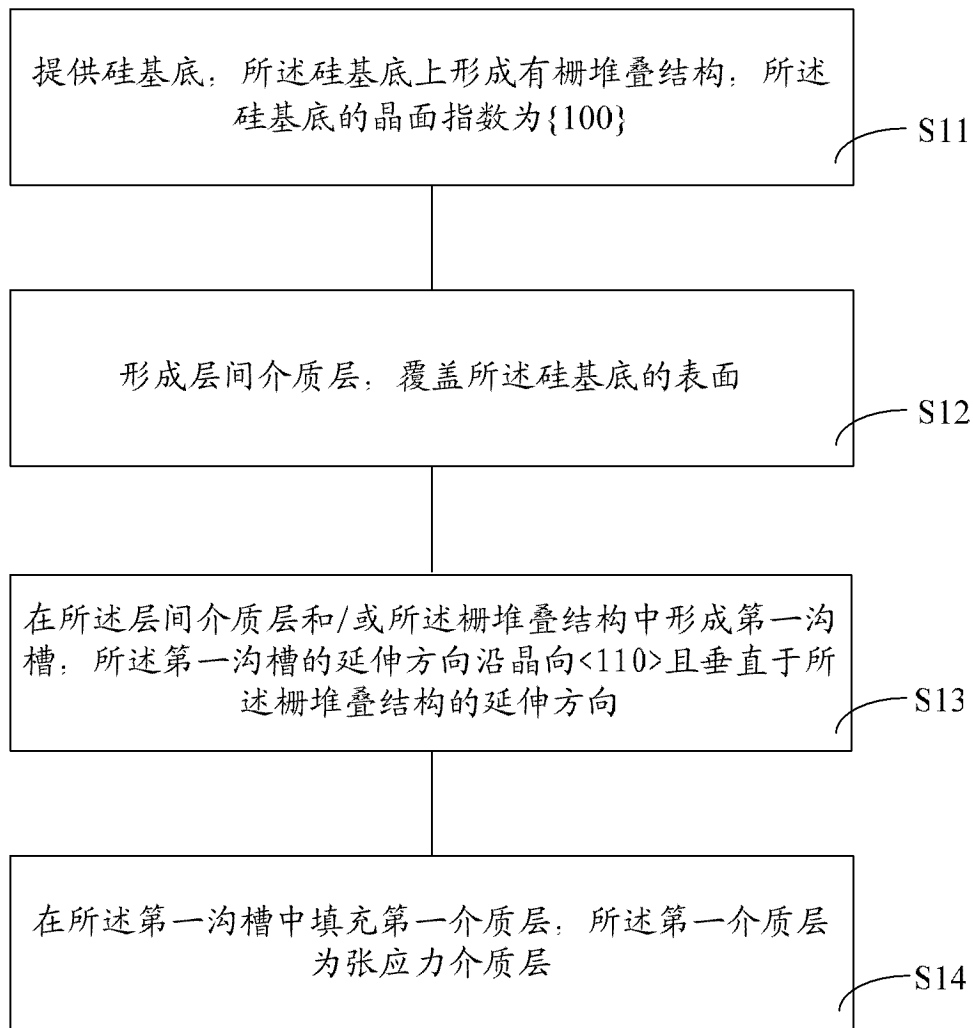 提供硅基底，所述硅基底上形成有栅堆叠结构，所述
硅基底的晶面指数为{100}
S11
形成层间介质层，覆盖所述硅基底的表面
S12
在所述层间介质层和/或所述栅堆叠结构中形成第一沟
槽，所述第一沟槽的延伸方向沿晶向<110>且垂直于所
述栅堆叠结构的延伸方向
S13
在所述第一沟槽中填充第一介质层，所述第一介质层
为张应力介质层
S14